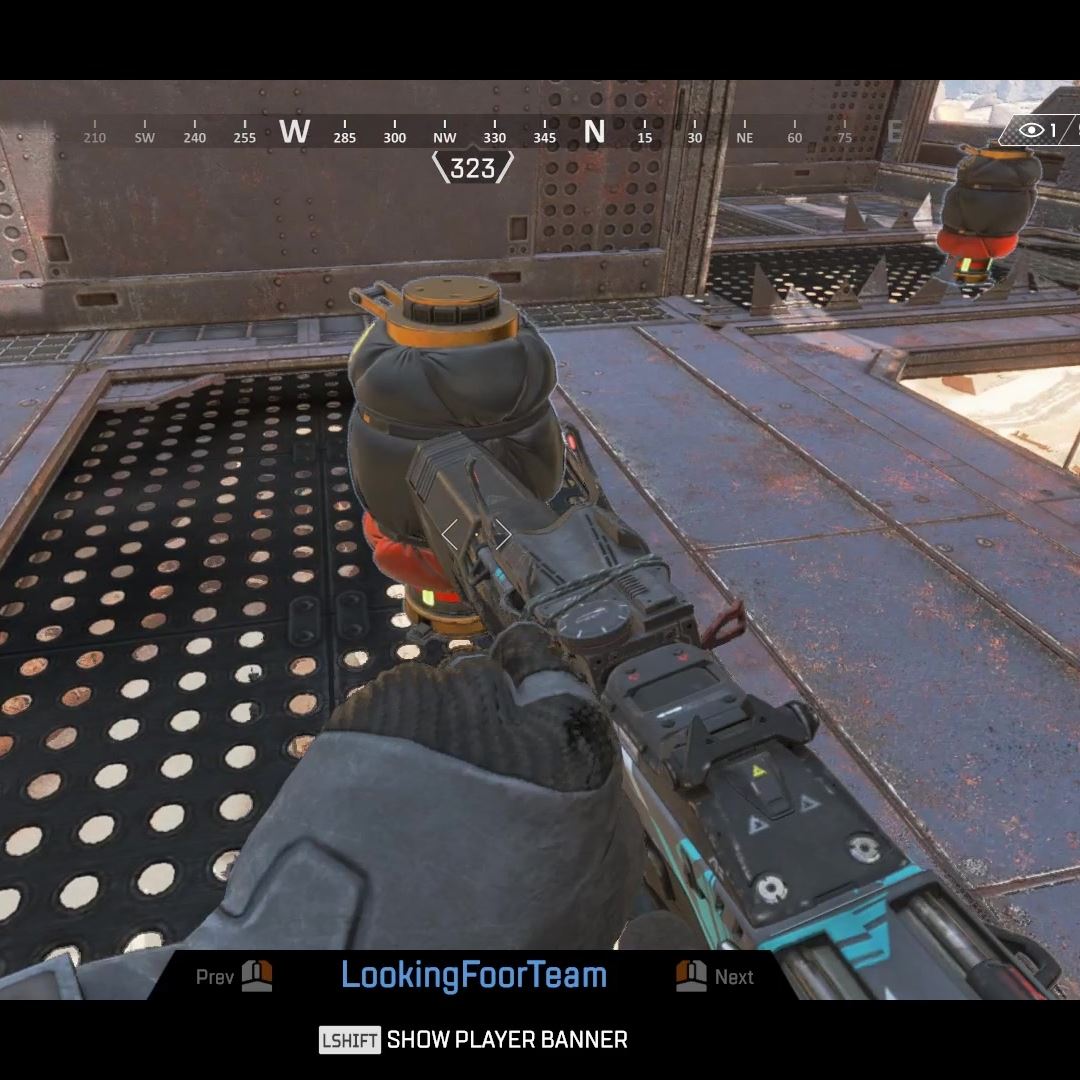 210 SW 240 255 W 285 300 NW 330 345 N 15 30 NE 60 75 E
1
323
Prev LookingFoorTeam Next
LSHIFT SHOW PLAYER BANNER